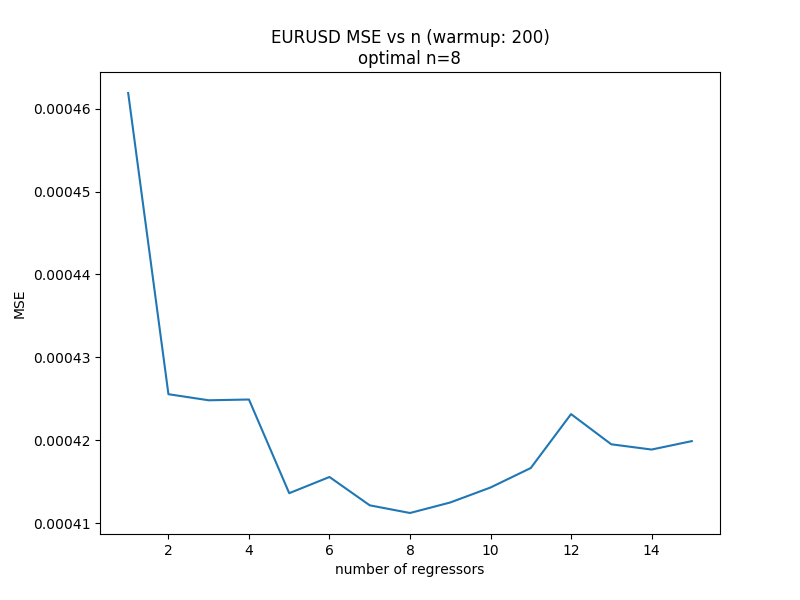 EURUSD MSE vs n (warmup: 200)
optimal n=8
0.00046
0.00045
0.00044
0.00043
0.00042
0.00041
MSE
2 4 6 8 10 12 14
number of regressors